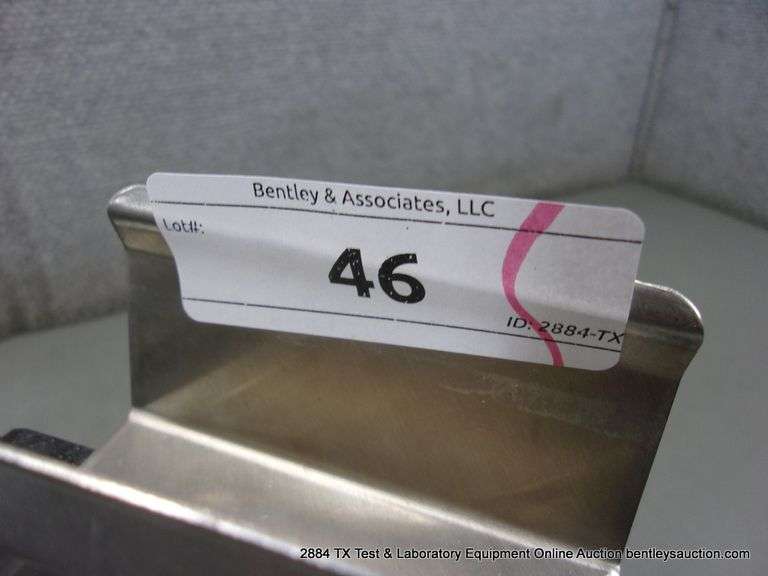 Bentley & Associates, LLC
Lot#:
46
ID: 2884-TX
2884 TX Test & Laboratory Equipment Online Auction bentleysauction.com